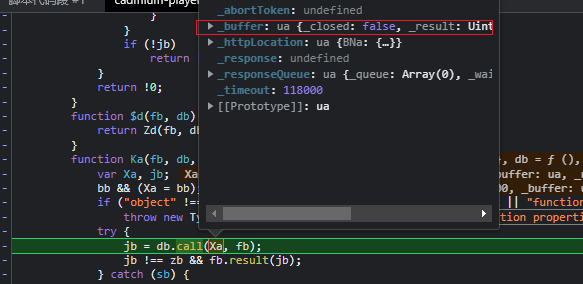 脚本代码段 #1
cadmium-player
}
}
if (!jb)
return
}
return !0;
}
function $d(fb, db
return Zd(fb, db
}
function Ka(fb, db,
var Xa, jb; Xa
bb && (Xa = bb);
if ("object" !==
throw new Ty
try {
jb = db.call(Xa, fb);
jb !== zb && fb.result(jb);
} catch (sb) {
_abortToken: undefined
▶ _buffer: ua {_closed: false, _result: Uint
▶ _httpLocation: ua {BNa: {…}}
_response: undefined
▶ _responseQueue: ua {_queue: Array(0), _wai
_timeout: 118000
▶ [[Prototype]]: ua
, db = ƒ (),
buffer: ua, _
00, _buffer: u
|| "function
tion properti